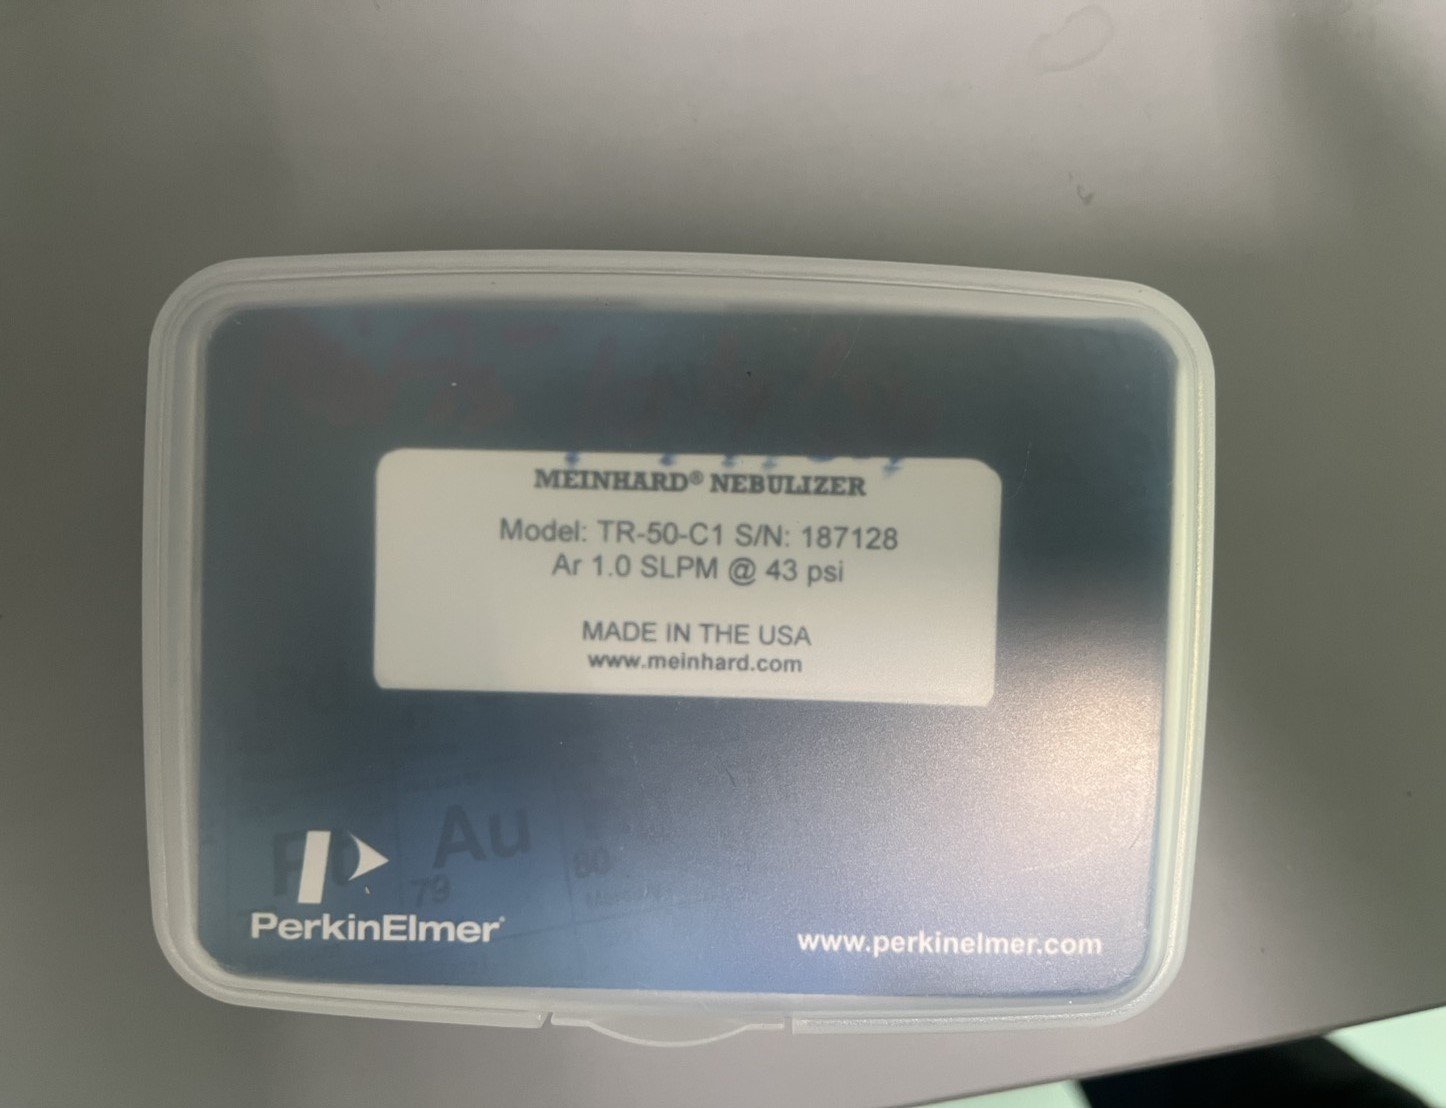 MEINHARD® NEBULIZER
Model: TR-50-C1 S/N: 187128
Ar 1.0 SLPM @ 43 psi
MADE IN THE USA
www.meinhard.com
Au
79
80
PerkinElmer
www.perkinelmer.com